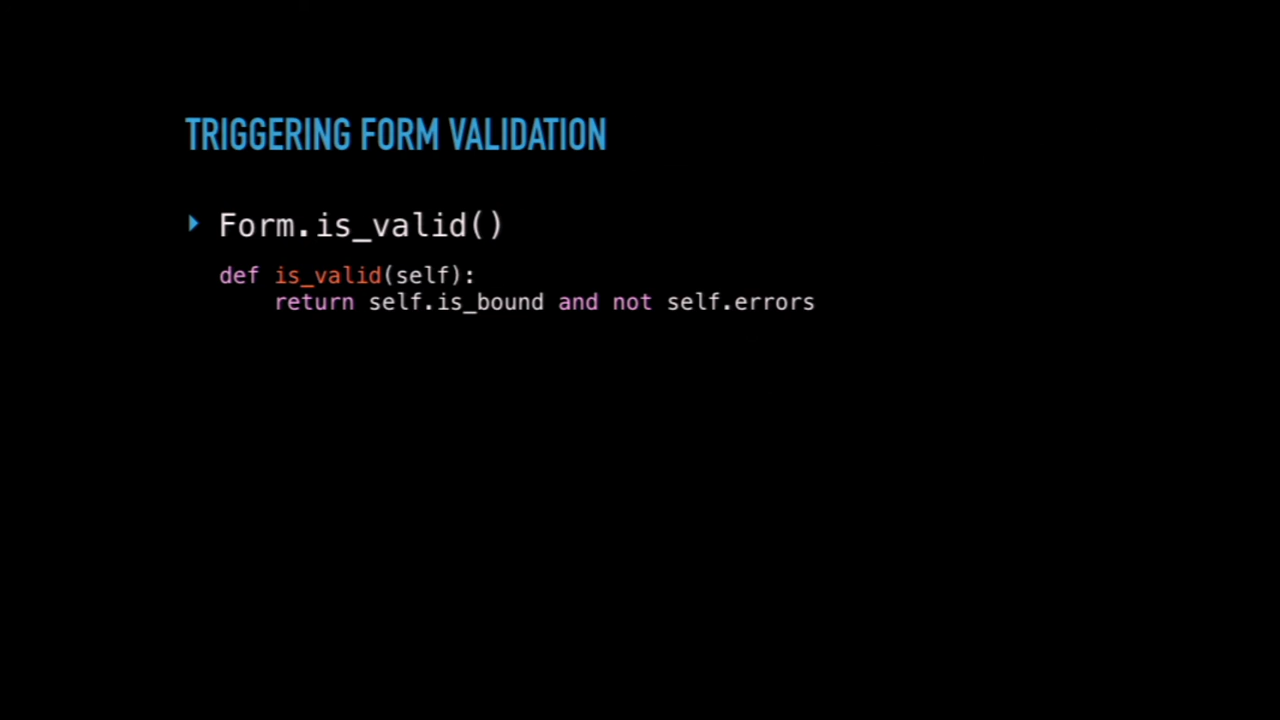 TRIGGERING FORM VALIDATION
Form.is_valid()
def is_valid(self):
return self.is_bound and not self.errors